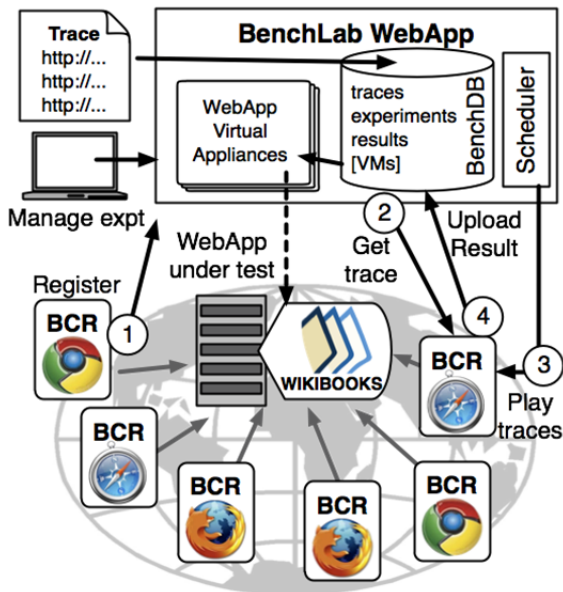 Trace
http://...
http://...
http://...
BenchLab WebApp
WebApp
Virtual
Appliances
traces
experiments
results
[VMs]
BenchDB
Scheduler
Manage expt
WebApp
under test
2
Get
trace
Upload
Result
Register
BCR
1
4
3
Play
traces
BCR
WIKIBOOKS
BCR
BCR
BCR
BCR